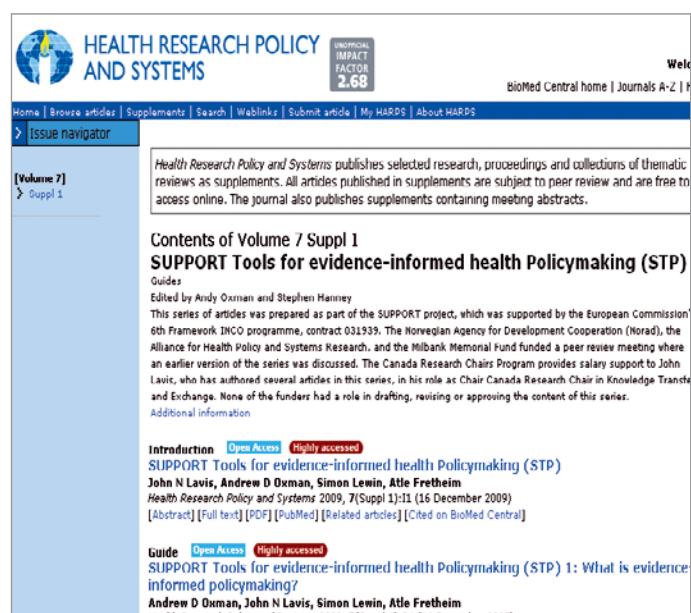 HEALTH RESEARCH POLICY
AND SYSTEMS
UNOFFICIAL
IMPACT
FACTOR
2.68
BioMed Central home | Journals A-Z |
Home | Browse articles | Supplements | Search | Weblinks | Submit article | My HARPS | About HARPS
Issue navigator
[Volume 7]
Suppl 1
Health Research Policy and Systems publishes selected research, proceedings and collections of thematic
reviews as supplements. All articles published in supplements are subject to peer review and are free to
access online. The journal also publishes supplements containing meeting abstracts.
Contents of Volume 7 Suppl 1
SUPPORT Tools for evidence-informed health Policymaking (STP)
Guides
Edited by Andy Oxman and Stephen Hanney
This series of articles was prepared as part of the SUPPORT project, which was supported by the European Commission'
6th Framework INCO programme, contract 031939. The Norwegian Agency for Development Cooperation (Norad), the
Alliance for Health Policy and Systems Research, and the Milbank Memorial Fund funded a peer review meeting where
an earlier version of the series was discussed. The Canada Research Chairs Program provides salary support to John
Lavis, who has authored several articles in this series, in his role as Chair Canada Research Chair in Knowledge Transfe
and Exchange. None of the funders had a role in drafting, revising or approving the content of this series.
Additional information
Introduction Open Access Highly accessed
SUPPORT Tools for evidence-informed health Policymaking (STP)
John N Lavis, Andrew D Oxman, Simon Lewin, Atle Fretheim
Health Research Policy and Systems 2009, 7(Suppl 1):I1 (16 December 2009)
[Abstract] [Full text] [PDF] [PubMed] [Related articles] [Cited on BioMed Central]
Guide Open Access Highly accessed
SUPPORT Tools for evidence-informed health Policymaking (STP) 1: What is evidence-
informed policymaking?
Andrew D Oxman, John N Lavis, Simon Lewin, Atle Fretheim